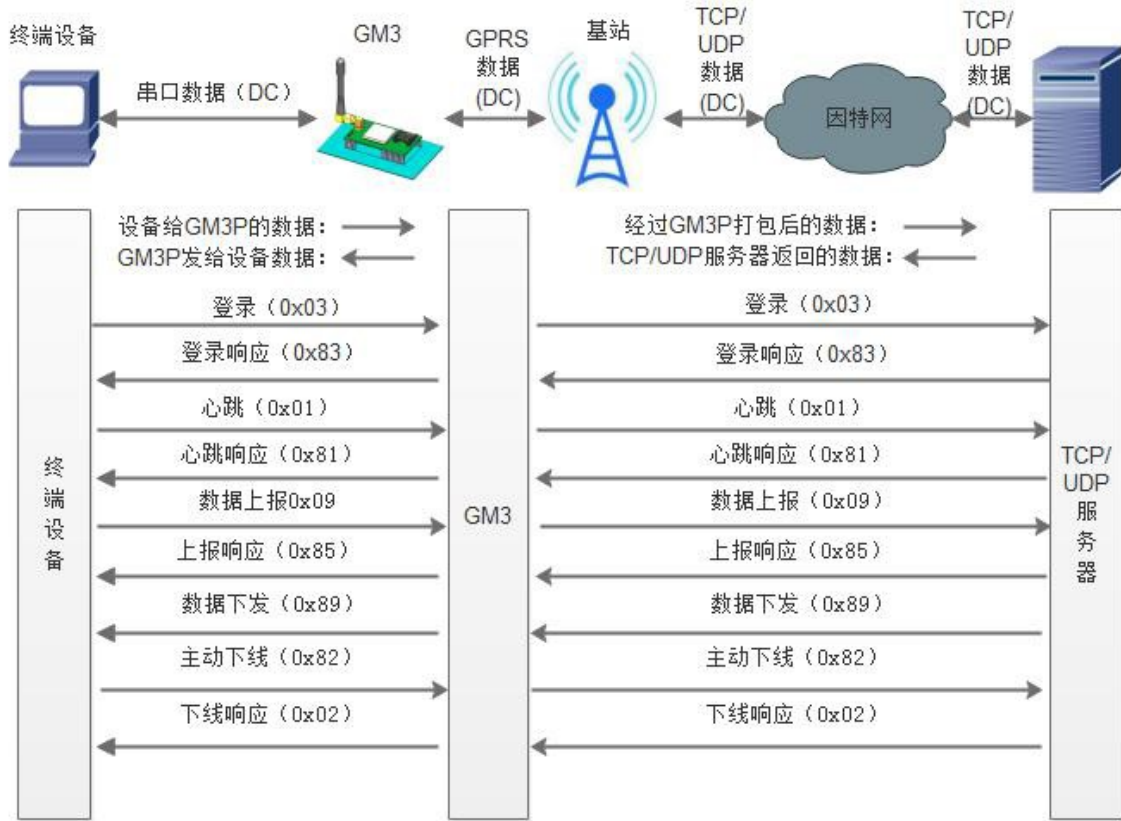 终端设备
GM3
GPRS
数据
(DC)
基站
TCP/
UDP
数据
(DC)
TCP/
UDP
数据
(DC)
串口数据（DC）
因特网
设备给GM3P的数据：
GM3P发给设备数据：
经过GM3P打包后的数据：
TCP/UDP服务器返回的数据：
登录（0x03）
登录（0x03）
登录响应（0x83）
登录响应（0x83）
心跳（0x01）
心跳（0x01）
心跳响应（0x81）
心跳响应（0x81）
数据上报0x09
数据上报（0x09）
上报响应（0x85）
上报响应（0x85）
数据下发（0x89）
数据下发（0x89）
主动下线（0x82）
主动下线（0x82）
下线响应（0x02）
下线响应（0x02）
终
端
设
备
GM3
TCP/
UDP
服
务
器